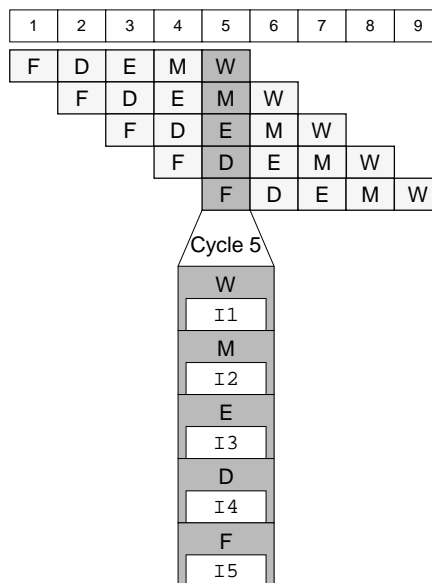 1 2 3 4 5 6 7 8 9
F D E M W
F D E M W
F D E M W
F D E M W
F D E M W
Cycle 5
W
I1
M
I2
E
I3
D
I4
F
I5